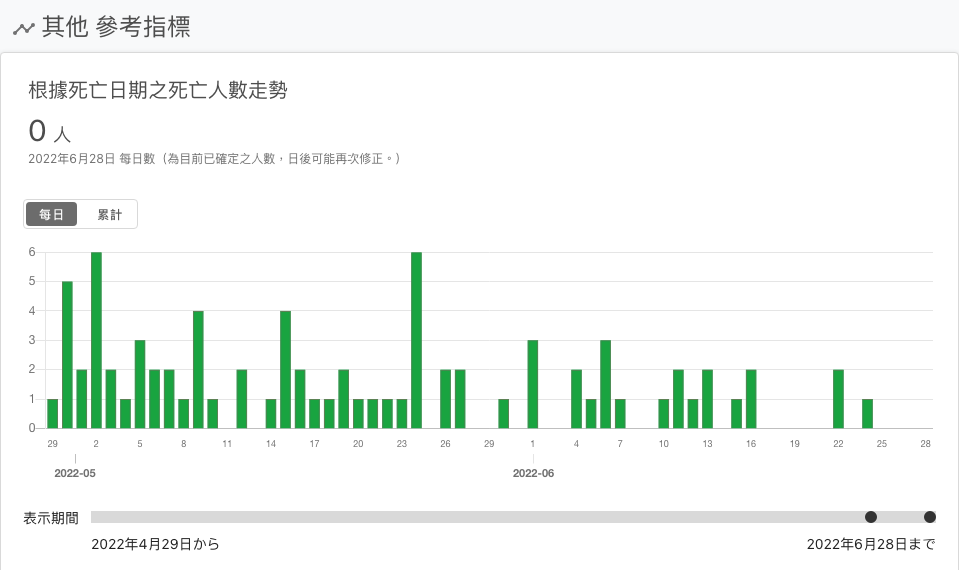 其他 參考指標
根據死亡日期之死亡人數走勢
0 人
2022年6月28日 每日數（為目前已確定之人數，日後可能再次修正。）
每日 累計
6
5
4
3
2
1
0
29 2 5 8 11 14 17 20 23 26 29 1 4 7 10 13 16 19 22 25 28
2022-05 2022-06
表示期間
2022年4月29日から 2022年6月28日まで